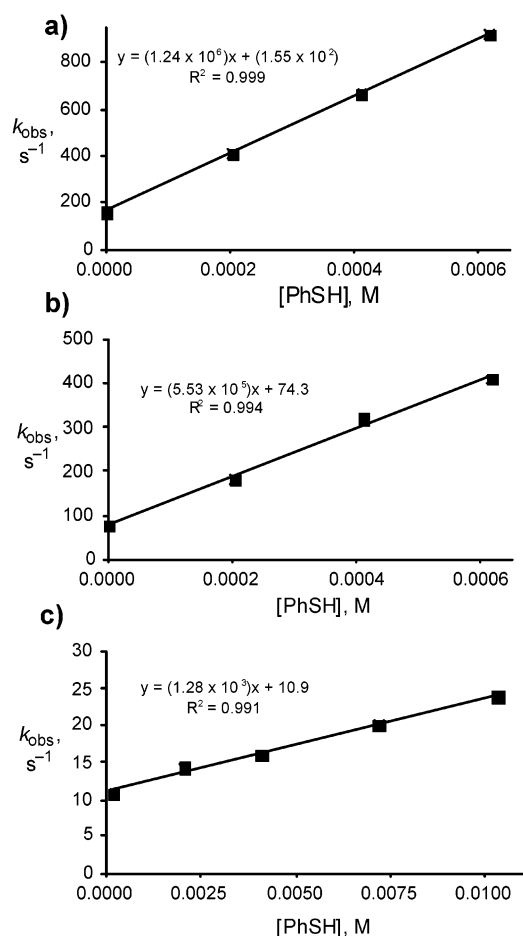 a)
y = (1.24 x 10⁶)x + (1.55 x 10²)
R² = 0.999
800
600
400
200
0
k_obs,
s⁻¹
0.0000 0.0002 0.0004 0.0006
[PhSH], M
b)
y = (5.53 x 10⁵)x + 74.3
R² = 0.994
500
400
300
200
100
0
k_obs,
s⁻¹
0.0000 0.0002 0.0004 0.0006
[PhSH], M
c)
y = (1.28 x 10³)x + 10.9
R² = 0.991
30
25
20
15
10
5
0
k_obs,
s⁻¹
0.0000 0.0025 0.0050 0.0075 0.0100
[PhSH], M